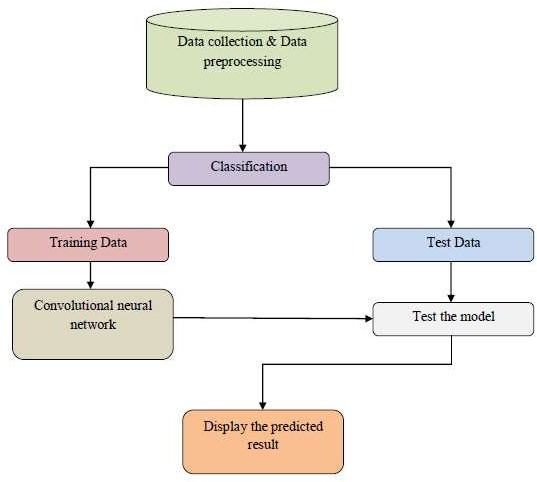 Data collection & Data
preprocessing
Classification
Training Data
Test Data
Convolutional neural
network
Test the model
Display the predicted
result